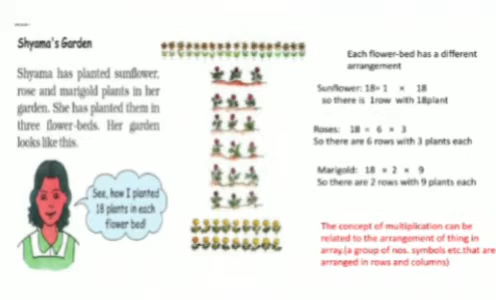 Shyama's Garden
Shyama has planted sunflower,
rose and marigold plants in her
garden. She has planted them in
three flower-beds. Her garden
looks like this.
See, how I planted
18 plants in each
flower bed!
Each flower-bed has a different
arrangement
Sunflower: 18= 1 × 18
so there is 1row with 18plant
Roses: 18 = 6 × 3
So there are 6 rows with 3 plants each
Marigold: 18 × 2 × 9
So there are 2 rows with 9 plants each
The concept of multiplication can be
related to the arrangement of thing in
array.(a group of nos. symbols etc.that are
arranged in rows and columns)